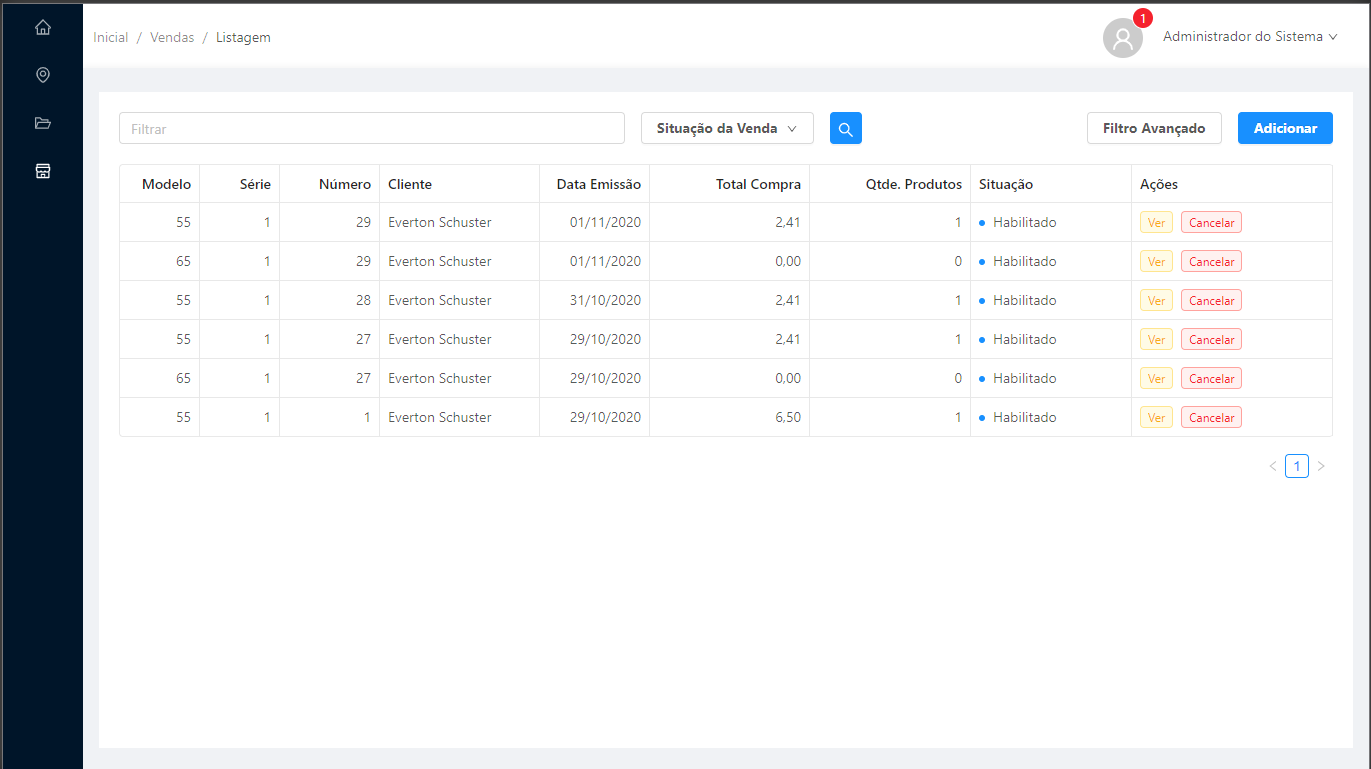 1
Inicial / Vendas / Listagem
Administrador do Sistema
Filtrar
Situação da Venda
Filtro Avançado
Adicionar
Modelo Série Número Cliente Data Emissão Total Compra Qtde. Produtos Situação Ações
55 1 29 Everton Schuster 01/11/2020 2,41 1 Habilitado Ver Cancelar
65 1 29 Everton Schuster 01/11/2020 0,00 0 Habilitado Ver Cancelar
55 1 28 Everton Schuster 31/10/2020 2,41 1 Habilitado Ver Cancelar
55 1 27 Everton Schuster 29/10/2020 2,41 1 Habilitado Ver Cancelar
65 1 27 Everton Schuster 29/10/2020 0,00 0 Habilitado Ver Cancelar
55 1 1 Everton Schuster 29/10/2020 6,50 1 Habilitado Ver Cancelar
1